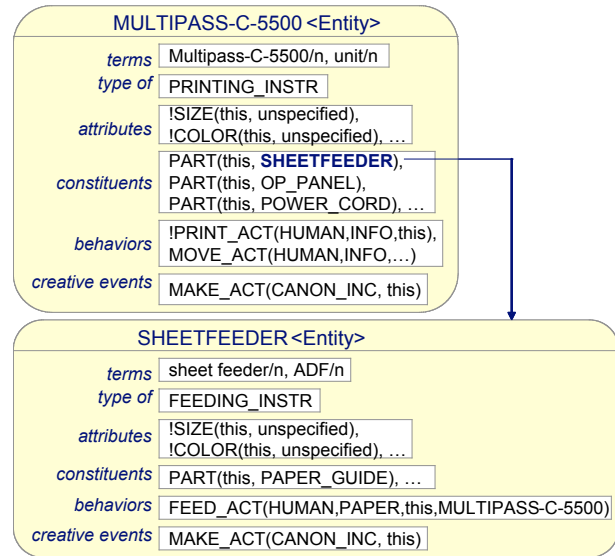 MULTIPASS-C-5500 <Entity>
terms Multipass-C-5500/n, unit/n
type of PRINTING_INSTR
attributes !SIZE(this, unspecified),
!COLOR(this, unspecified), …
constituents PART(this, SHEETFEEDER),
PART(this, OP_PANEL),
PART(this, POWER_CORD), …
behaviors !PRINT_ACT(HUMAN,INFO,this),
MOVE_ACT(HUMAN,INFO,…)
creative events MAKE_ACT(CANON_INC, this)
SHEETFEEDER <Entity>
terms sheet feeder/n, ADF/n
type of FEEDING_INSTR
attributes !SIZE(this, unspecified),
!COLOR(this, unspecified), …
constituents PART(this, PAPER_GUIDE), …
behaviors FEED_ACT(HUMAN,PAPER,this,MULTIPASS-C-5500)
creative events MAKE_ACT(CANON_INC, this)